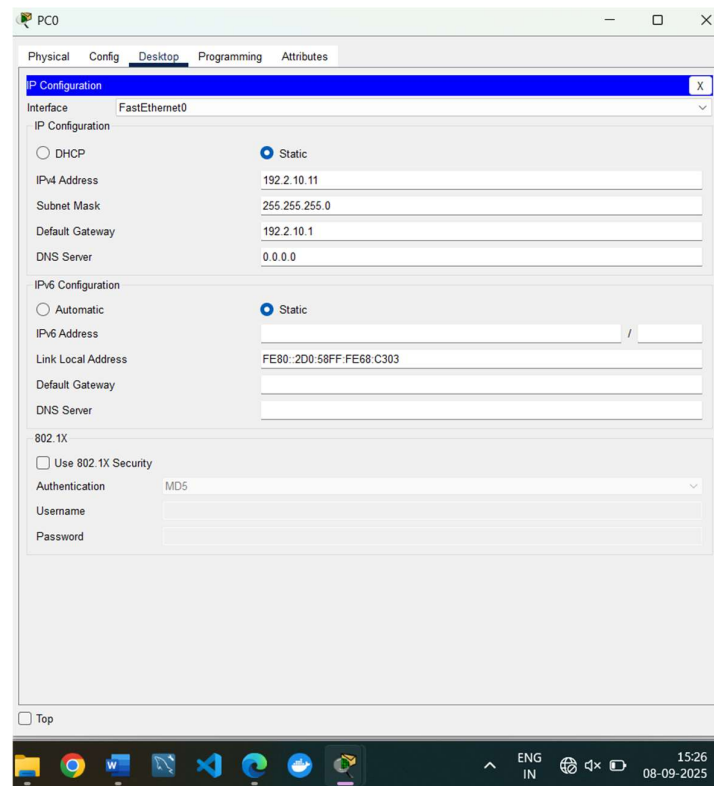 PC0
Physical Config Desktop Programming Attributes
IP Configuration X
Interface FastEthernet0
IP Configuration
DHCP Static
IPv4 Address 192.2.10.11
Subnet Mask 255.255.255.0
Default Gateway 192.2.10.1
DNS Server 0.0.0.0
IPv6 Configuration
Automatic Static
IPv6 Address /
Link Local Address FE80::2D0:58FF:FE68:C303
Default Gateway
DNS Server
802.1X
Use 802.1X Security
Authentication MD5
Username
Password
Top
ENG 15:26
IN 08-09-2025